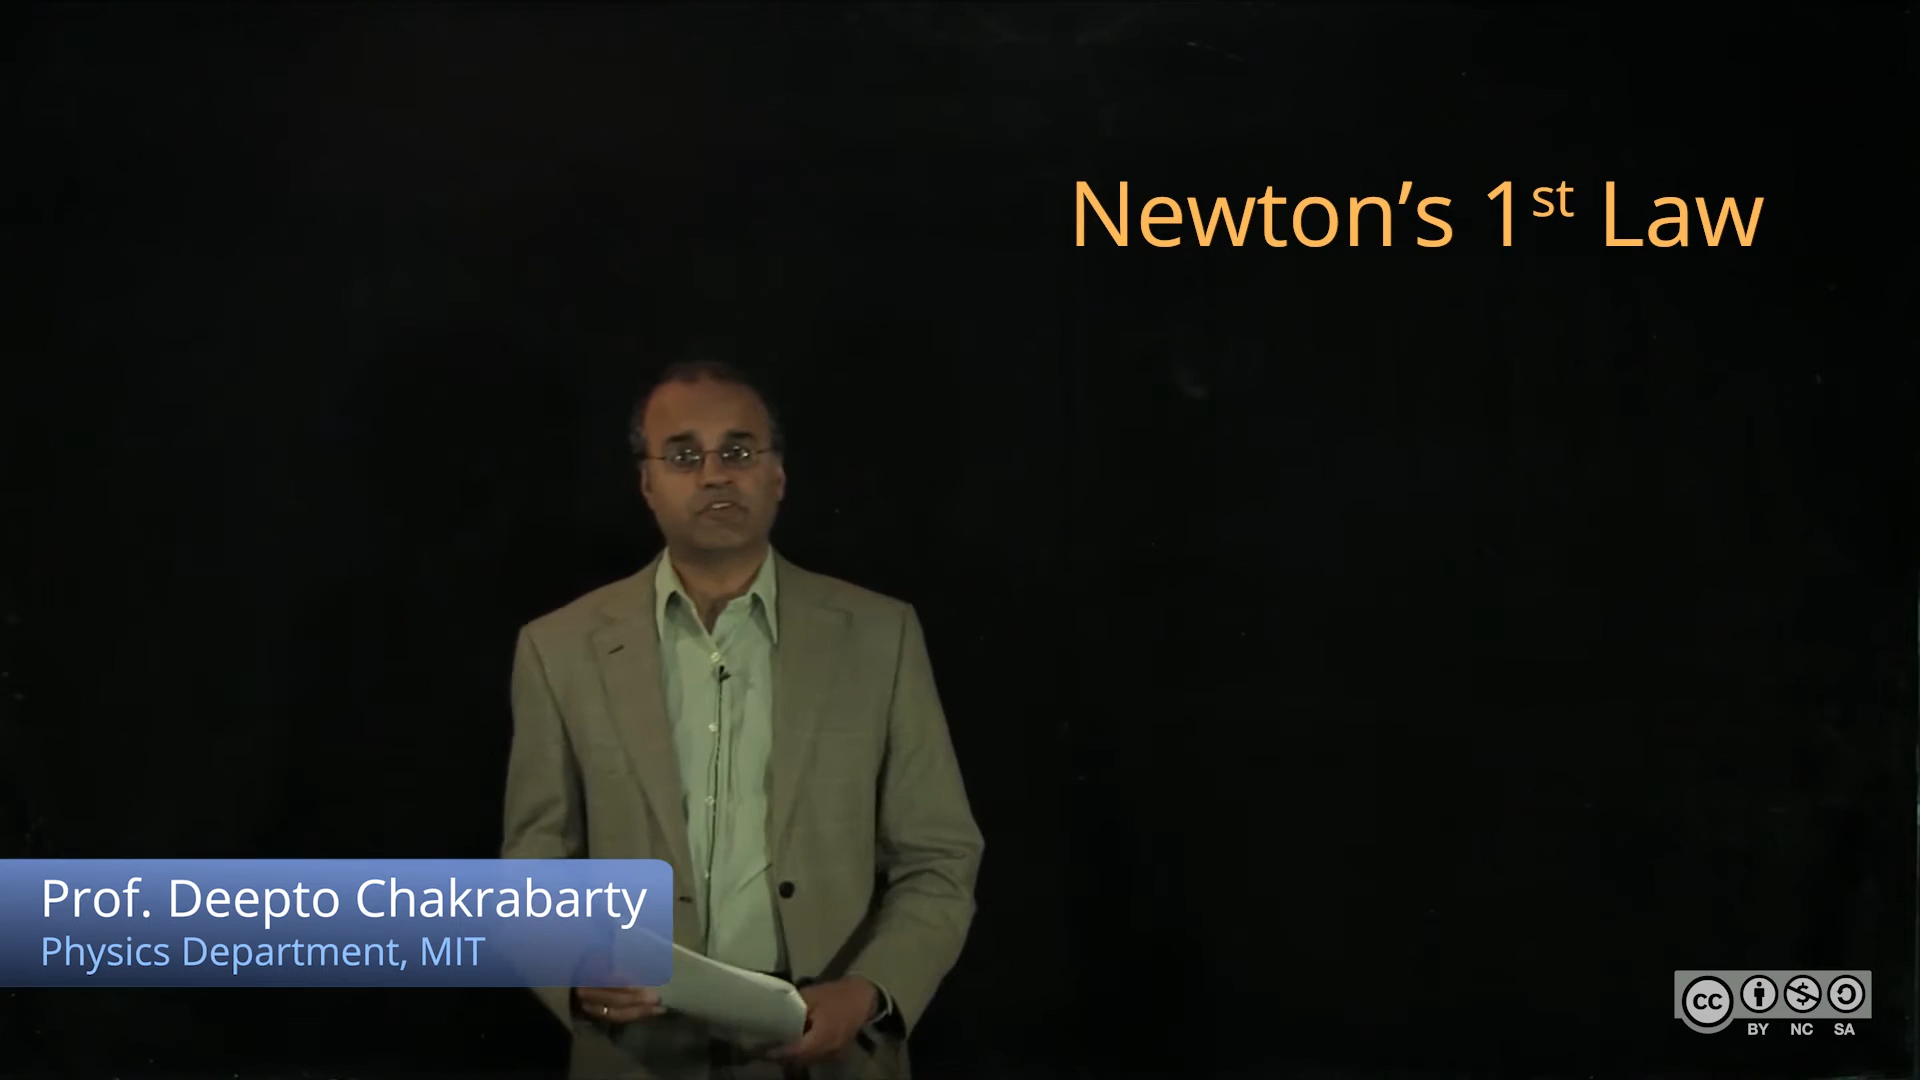 Newton’s 1st Law
Prof. Deepto Chakrabarty
Physics Department, MIT
cc
BY NC SA